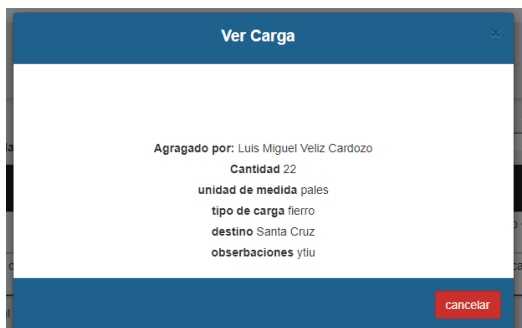 Ver Carga
×
Agragado por: Luis Miguel Veliz Cardozo
Cantidad 22
unidad de medida pales
tipo de carga fierro
destino Santa Cruz
obserbaciones ytiu
cancelar